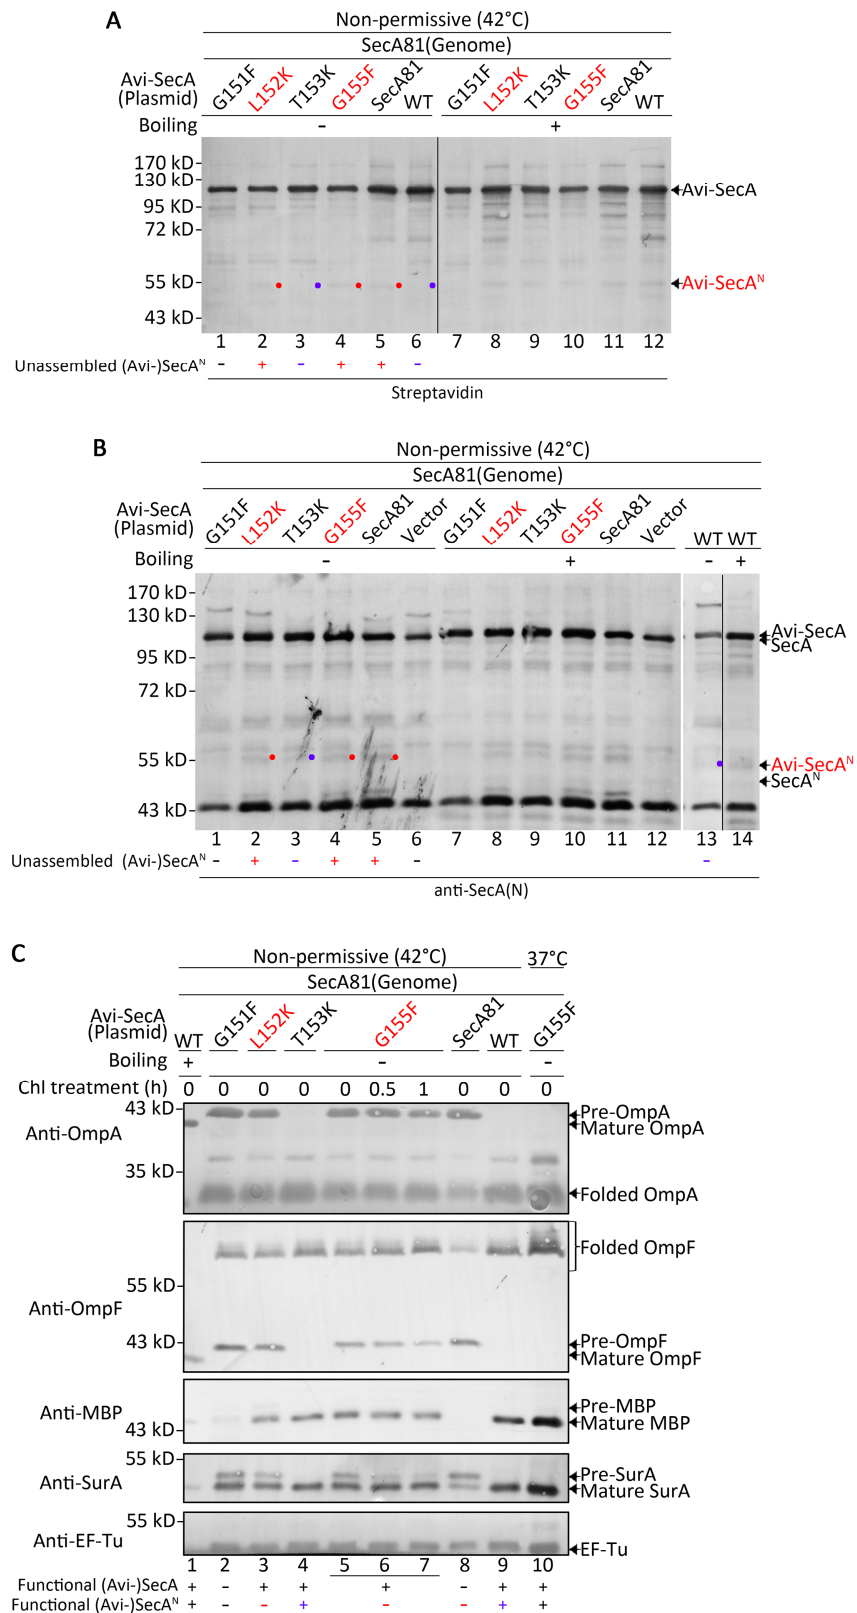 A
Non-permissive (42°C)
SecA81(Genome)
Avi-SecA (Plasmid) G151F L152K T153K G155F SecA81 WT G151F L152K T153K G155F SecA81 WT
Boiling - +
170 kD
130 kD
95 KD
72 kD
55 kD
43 kD
Avi-SecA
Avi-SecAᴺ
1 2 3 4 5 6 7 8 9 10 11 12
Unassembled (Avi-)SecAᴺ - + - + + -
Streptavidin
B
Non-permissive (42°C)
SecA81(Genome)
Avi-SecA (Plasmid) G151F L152K T153K G155F SecA81 Vector G151F L152K T153K G155F SecA81 Vector WT WT
Boiling - + - +
170 kD
130 kD
95 KD
72 kD
55 kD
43 kD
Avi-SecA
SecA
Avi-SecAᴺ
SecAᴺ
1 2 3 4 5 6 7 8 9 10 11 12 13 14
Unassembled (Avi-)SecAᴺ - + - + + - -
anti-SecA(N)
C
Non-permissive (42°C) 37°C
SecA81(Genome)
Avi-SecA (Plasmid) WT G151F L152K T153K G155F SecA81 WT G155F
Boiling + - -
Chl treatment (h) 0 0 0 0 0 0.5 1 0 0 0
43 kD
Anti-OmpA
35 kD
Pre-OmpA
Mature OmpA
Folded OmpA
Folded OmpF
55 kD
Anti-OmpF
43 kD
Pre-OmpF
Mature OmpF
Anti-MBP
43 kD
Pre-MBP
Mature MBP
55 kD
Anti-SurA
Pre-SurA
Mature SurA
55 kD
Anti-EF-Tu
EF-Tu
1 2 3 4 5 6 7 8 9 10
Functional (Avi-)SecA + - + + + - + +
Functional (Avi-)SecAᴺ + - - + - - + +